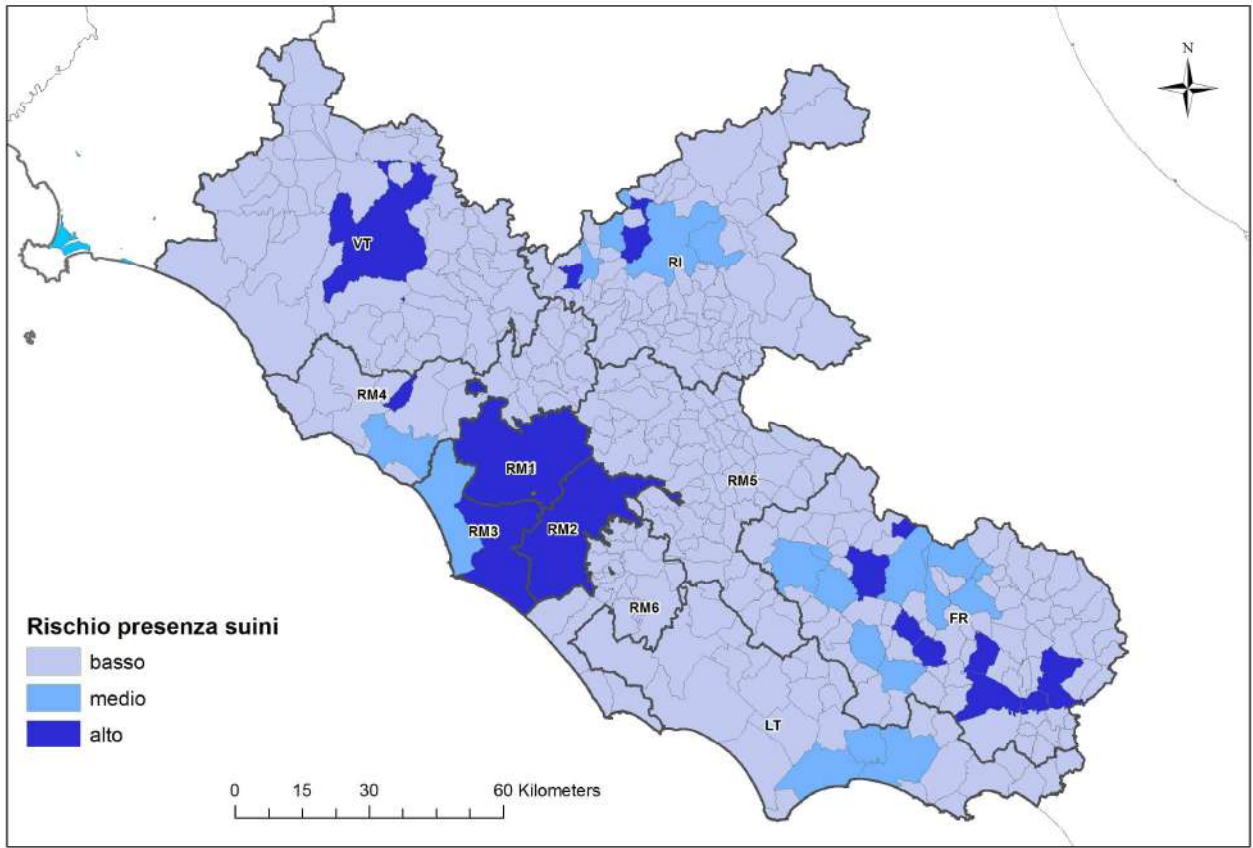 N
VT
RI
RM4
RM1
RM5
RM3
RM2
RM6
FR
LT
Rischio presenza suini
basso
medio
alto
0 15 30 60 Kilometers